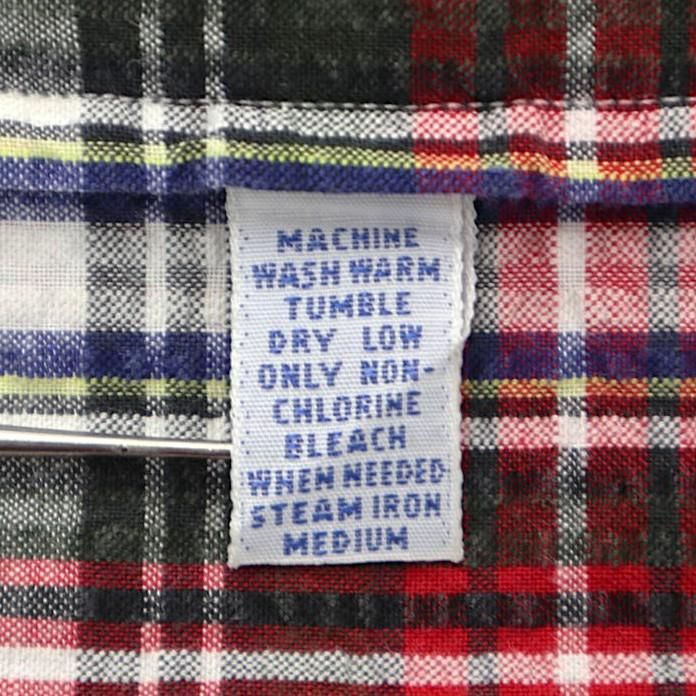 MACHINE
WASH WARM
TUMBLE
DRY LOW
ONLY NON-
CHLORINE
BLEACH
WHEN NEEDED
STEAM IRON
MEDIUM